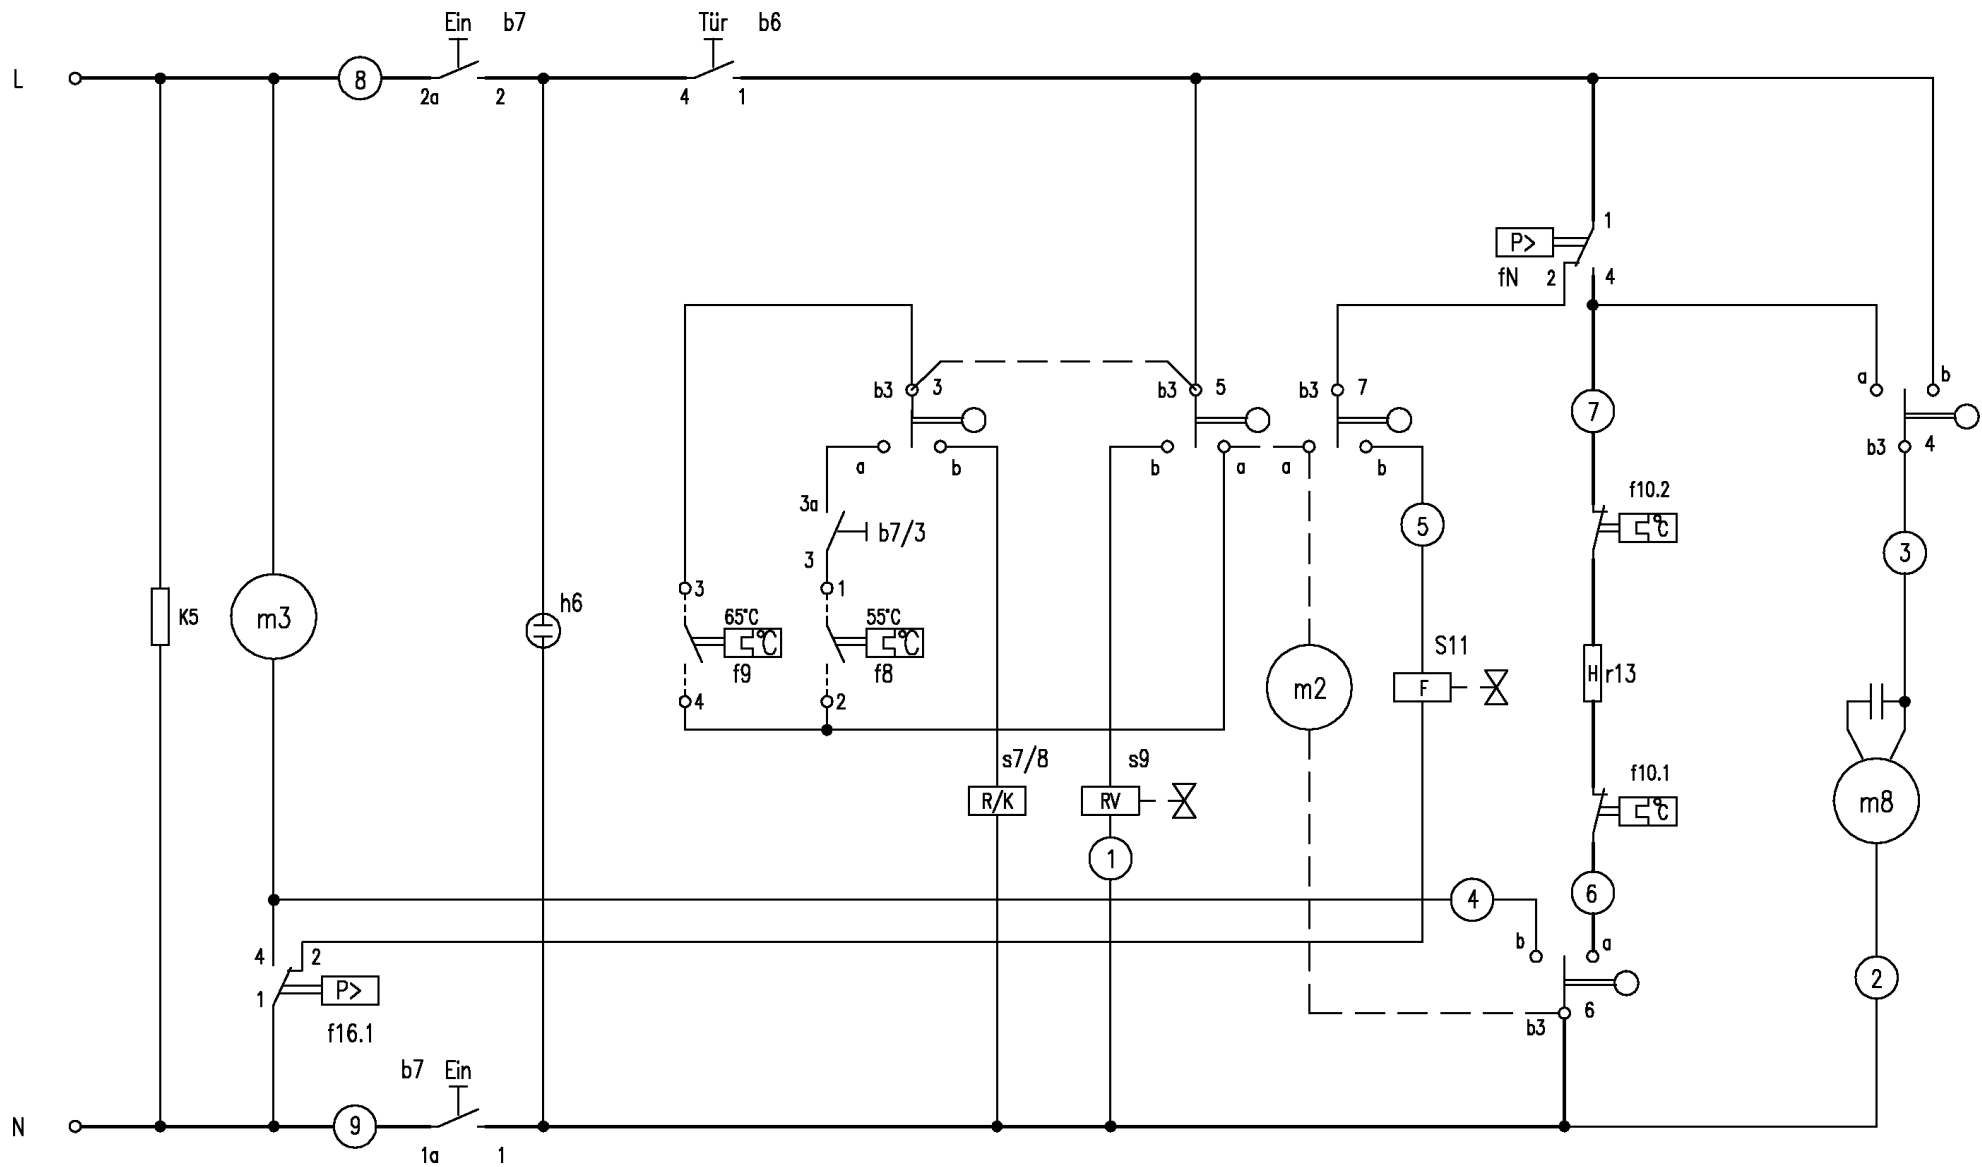 Ein b7
Tür b6
L
8
2a 2
4 1
1
P>
fN 2 4
b3 3
b3 5
b3 7
a b
7
b3 4
a b
b a
a b
3a
b7/3
3
5
f10.2
°C
3
3
1
K5
m3
h6
65°C
°C
f9
55°C
°C
f8
4
2
m2
S11
F
H r13
s7/8
R/K
s9
RV
1
f10.1
°C
m8
4
6
b a
4 2
1
P>
f16.1
2
6
b3
b7 Ein
N
9
1a 1